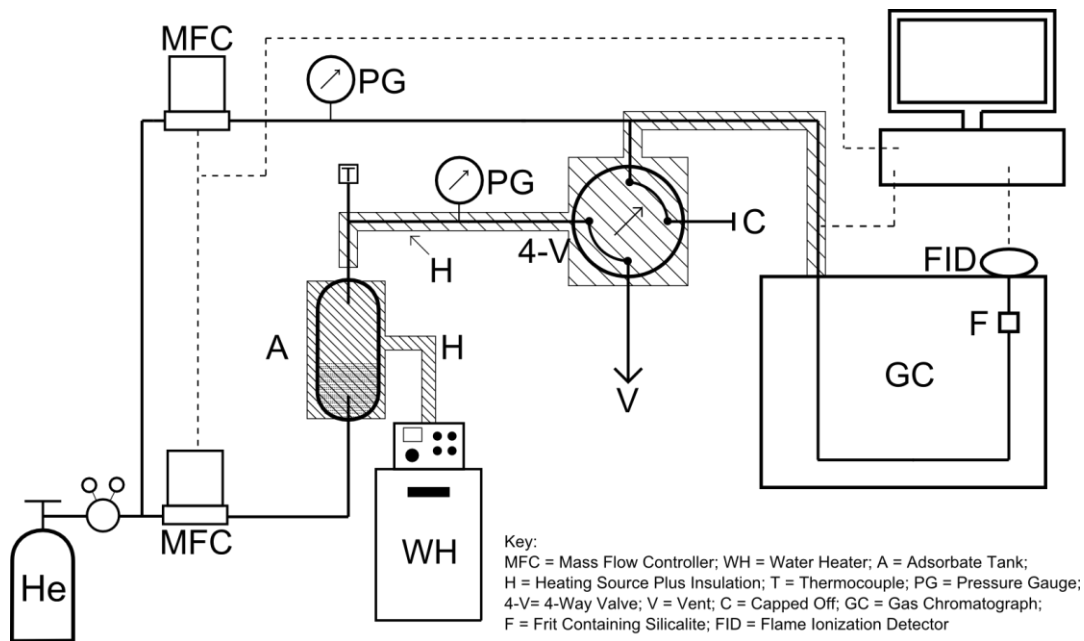 MFC
PG
T
PG
C
4-V
H
FID
A
H
F
GC
V
MFC
WH
He
Key:
MFC = Mass Flow Controller; WH = Water Heater; A = Adsorbate Tank;
H = Heating Source Plus Insulation; T = Thermocouple; PG = Pressure Gauge;
4-V= 4-Way Valve; V = Vent; C = Capped Off; GC = Gas Chromatograph;
F = Frit Containing Silicalite; FID = Flame Ionization Detector